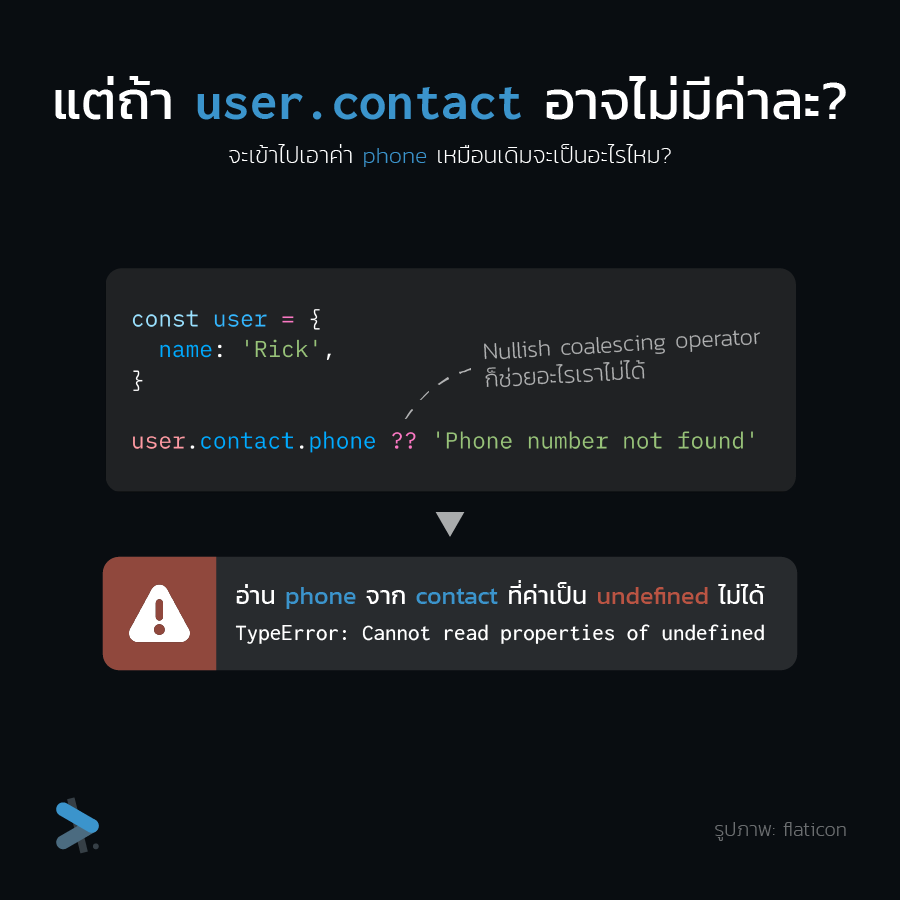 แต่ถ้า user.contact อาจไม่มีค่าละ?
จะเข้าไปเอาค่า phone เหมือนเดิมจะเป็นอะไรไหม?
const user = {
  name: 'Rick',
}
Nullish coalescing operator
ก็ช่วยอะไรเราไม่ได้
user.contact.phone ?? 'Phone number not found'
อ่าน phone จาก contact ที่ค่าเป็น undefined ไม่ได้
TypeError: Cannot read properties of undefined
รูปภาพ: flaticon